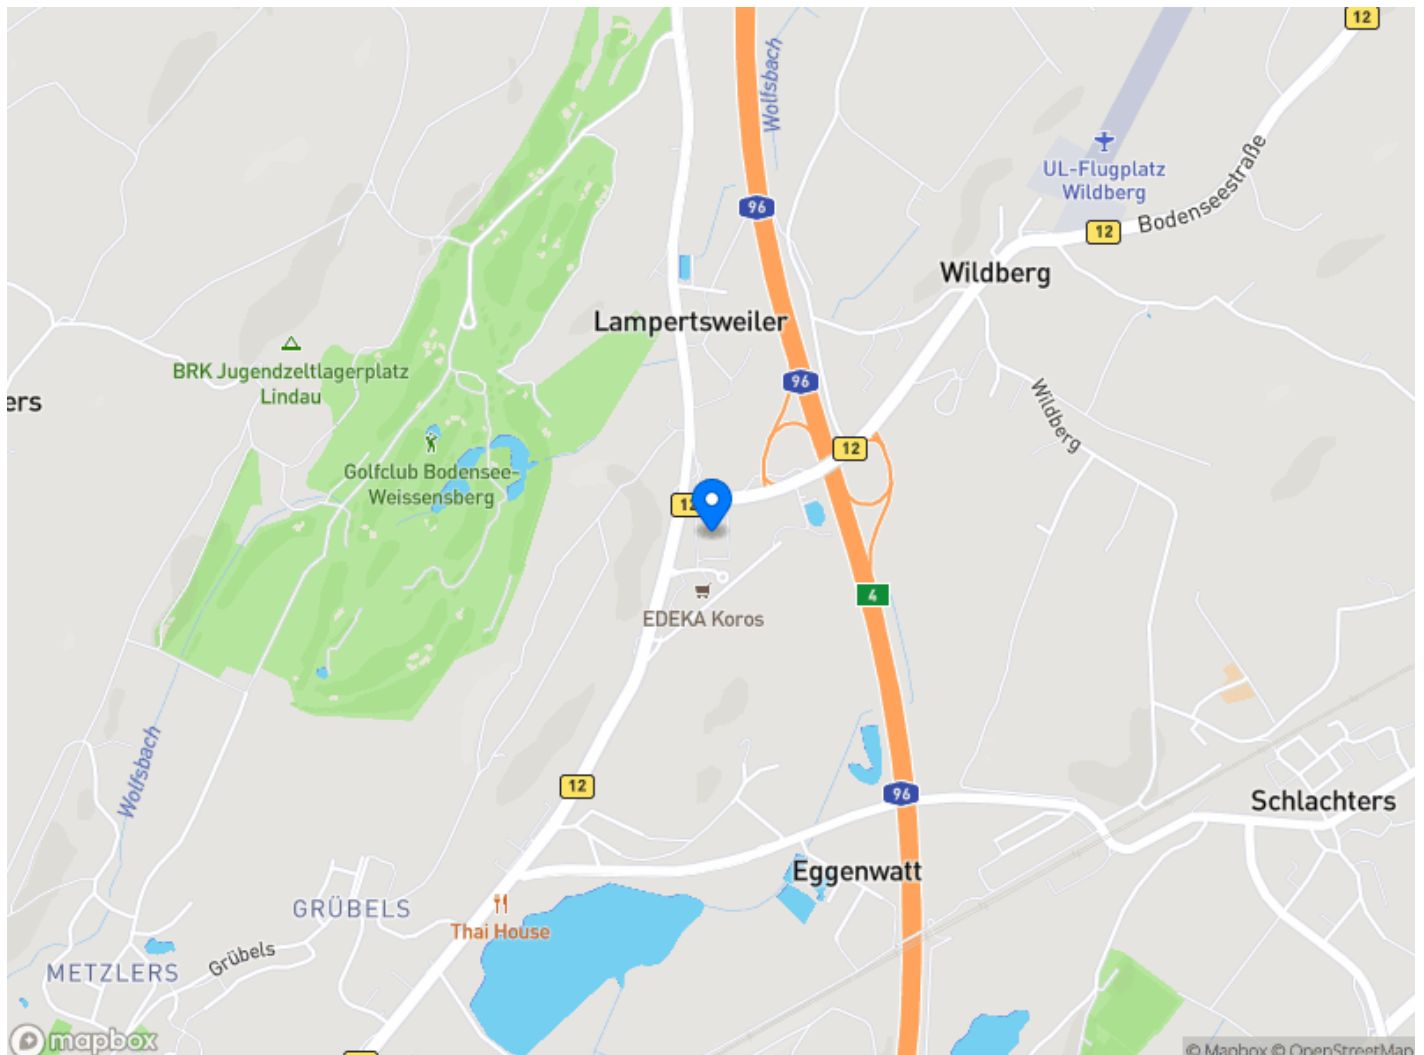 12
Wolfsbach
UL-Flugplatz
Wildberg
Bodenseestraße
96
12
Wildberg
Lampertsweiler
BRK Jugendzeltlagerplatz
Lindau
96
ers
Wildberg
12
Golfclub Bodensee-
Weissensberg
12
4
EDEKA Koros
Wolfsbach
12
96
Schlachters
Eggenwatt
GRÜBELS
Thai House
Grübels
METZLERS
mapbox
© Mapbox © OpenStreetMap